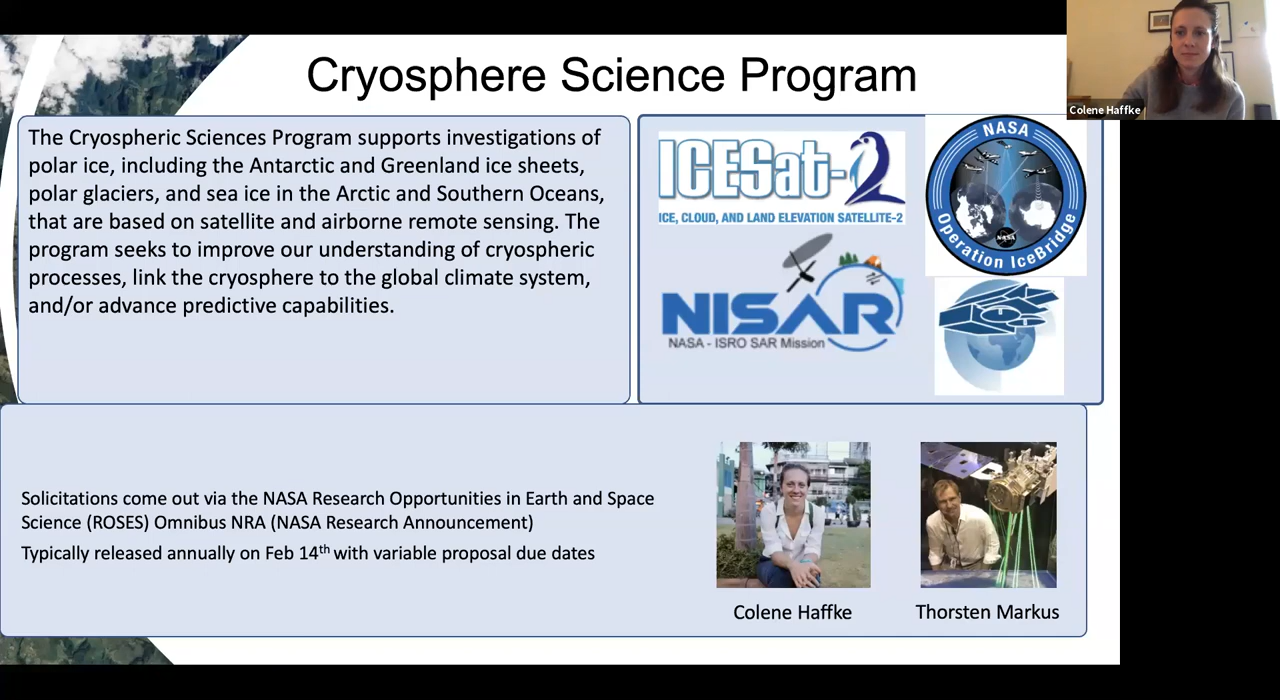 Cryosphere Science Program
Colene Haffke
The Cryospheric Sciences Program supports investigations of
polar ice, including the Antarctic and Greenland ice sheets,
polar glaciers, and sea ice in the Arctic and Southern Oceans,
that are based on satellite and airborne remote sensing. The
program seeks to improve our understanding of cryospheric
processes, link the cryosphere to the global climate system,
and/or advance predictive capabilities.
ICESat-2
ICE, CLOUD, AND LAND ELEVATION SATELLITE-2
NASA
NASA
Operation IceBridge
NISAR
NASA - ISRO SAR Mission
Solicitations come out via the NASA Research Opportunities in Earth and Space
Science (ROSES) Omnibus NRA (NASA Research Announcement)
Typically released annually on Feb 14th with variable proposal due dates
Colene Haffke
Thorsten Markus